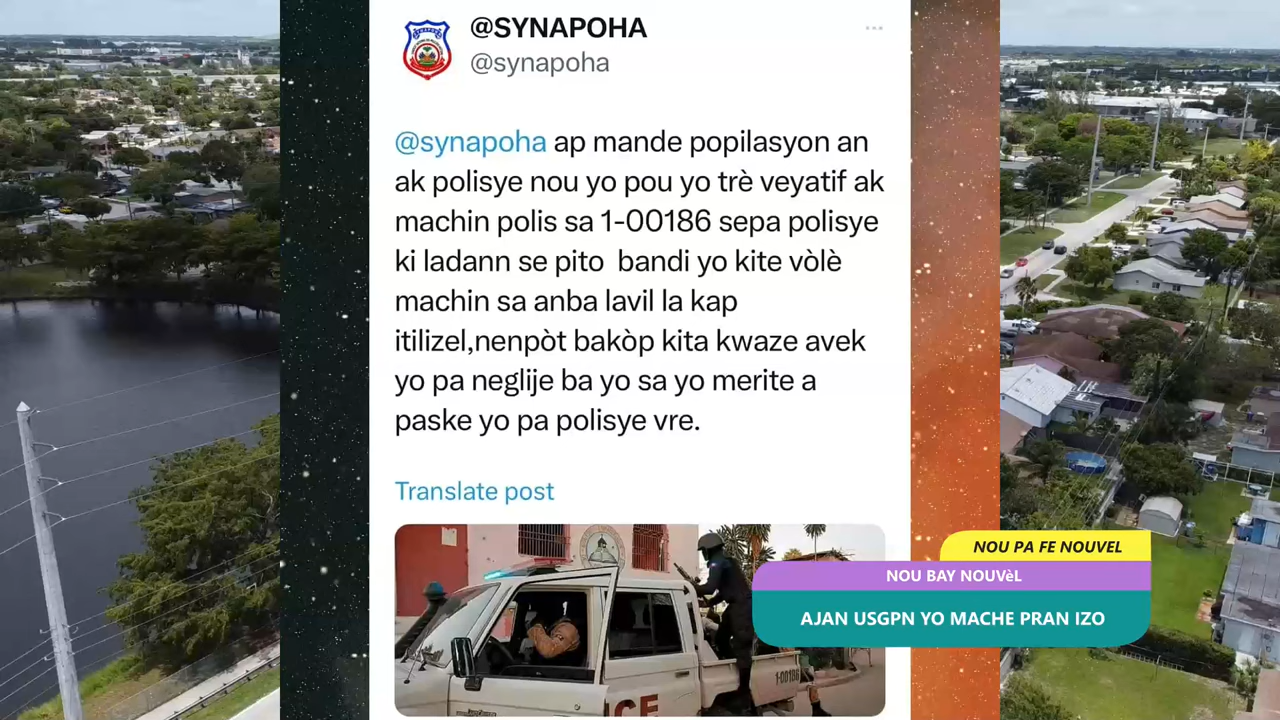 @SYNAPOHA
@synapoha
@synapoha ap mande popilasyon an
ak polisye nou yo pou yo trè veyatif ak
machin polis sa 1-00186 sepa polisye
ki ladann se pito bandi yo kite vòlè
machin sa anba lavil la kap
itilizel,nenpòt bakòp kita kwaze avek
yo pa neglije ba yo sa yo merite a
paske yo pa polisye vre.
Translate post
1-00186
NOU PA FE NOUVEL
NOU BAY NOUVèL
AJAN USGPN YO MACHE PRAN IZO